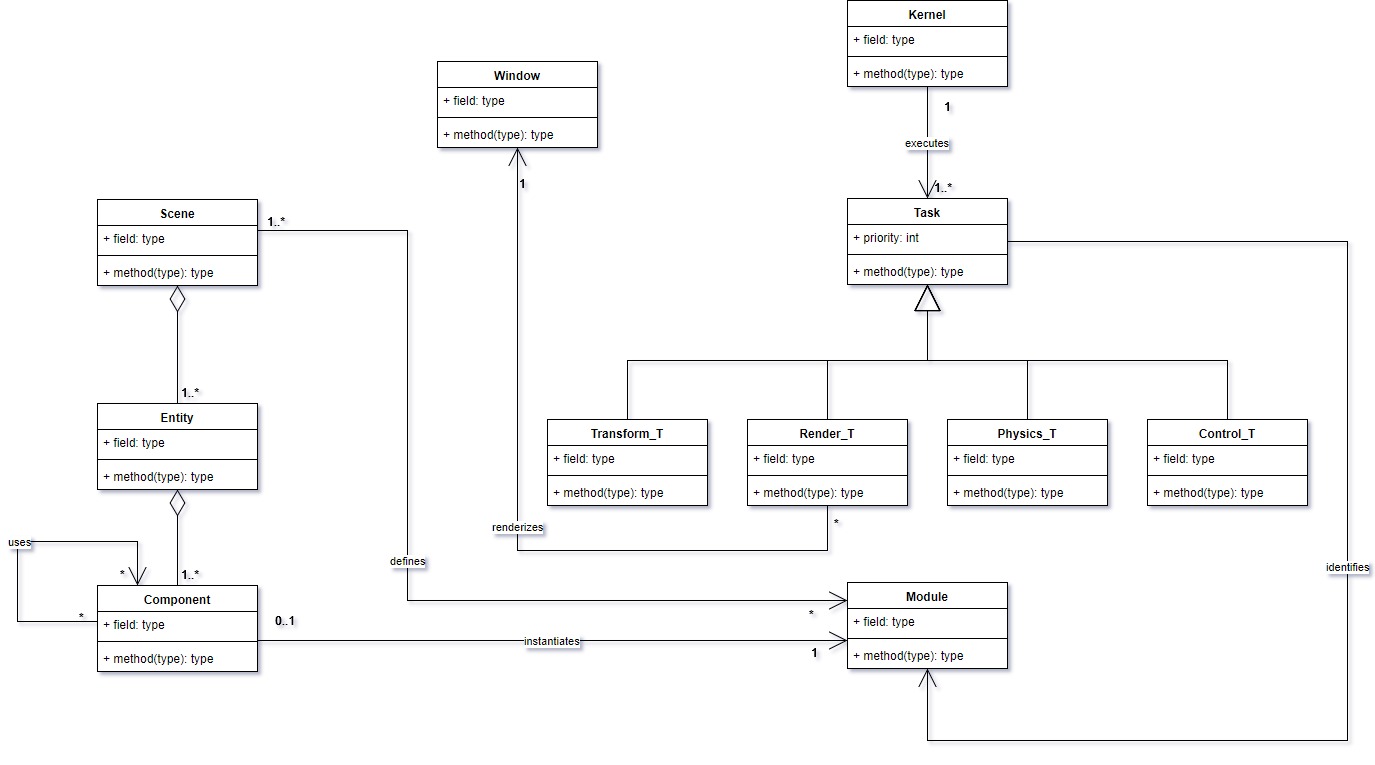 Kernel
+ field: type
+ method(type): type
1
executes
1..*
Window
+ field: type
+ method(type): type
1
Task
+ priority: int
+ method(type): type
Scene
+ field: type
+ method(type): type
1..*
1..*
Entity
+ field: type
+ method(type): type
Transform_T
+ field: type
+ method(type): type
Render_T
+ field: type
+ method(type): type
Physics_T
+ field: type
+ method(type): type
Control_T
+ field: type
+ method(type): type
renderizes
*
uses
defines
identifies
*
1..*
Component
+ field: type
+ method(type): type
*
0..1
instantiates
*
1
Module
+ field: type
+ method(type): type